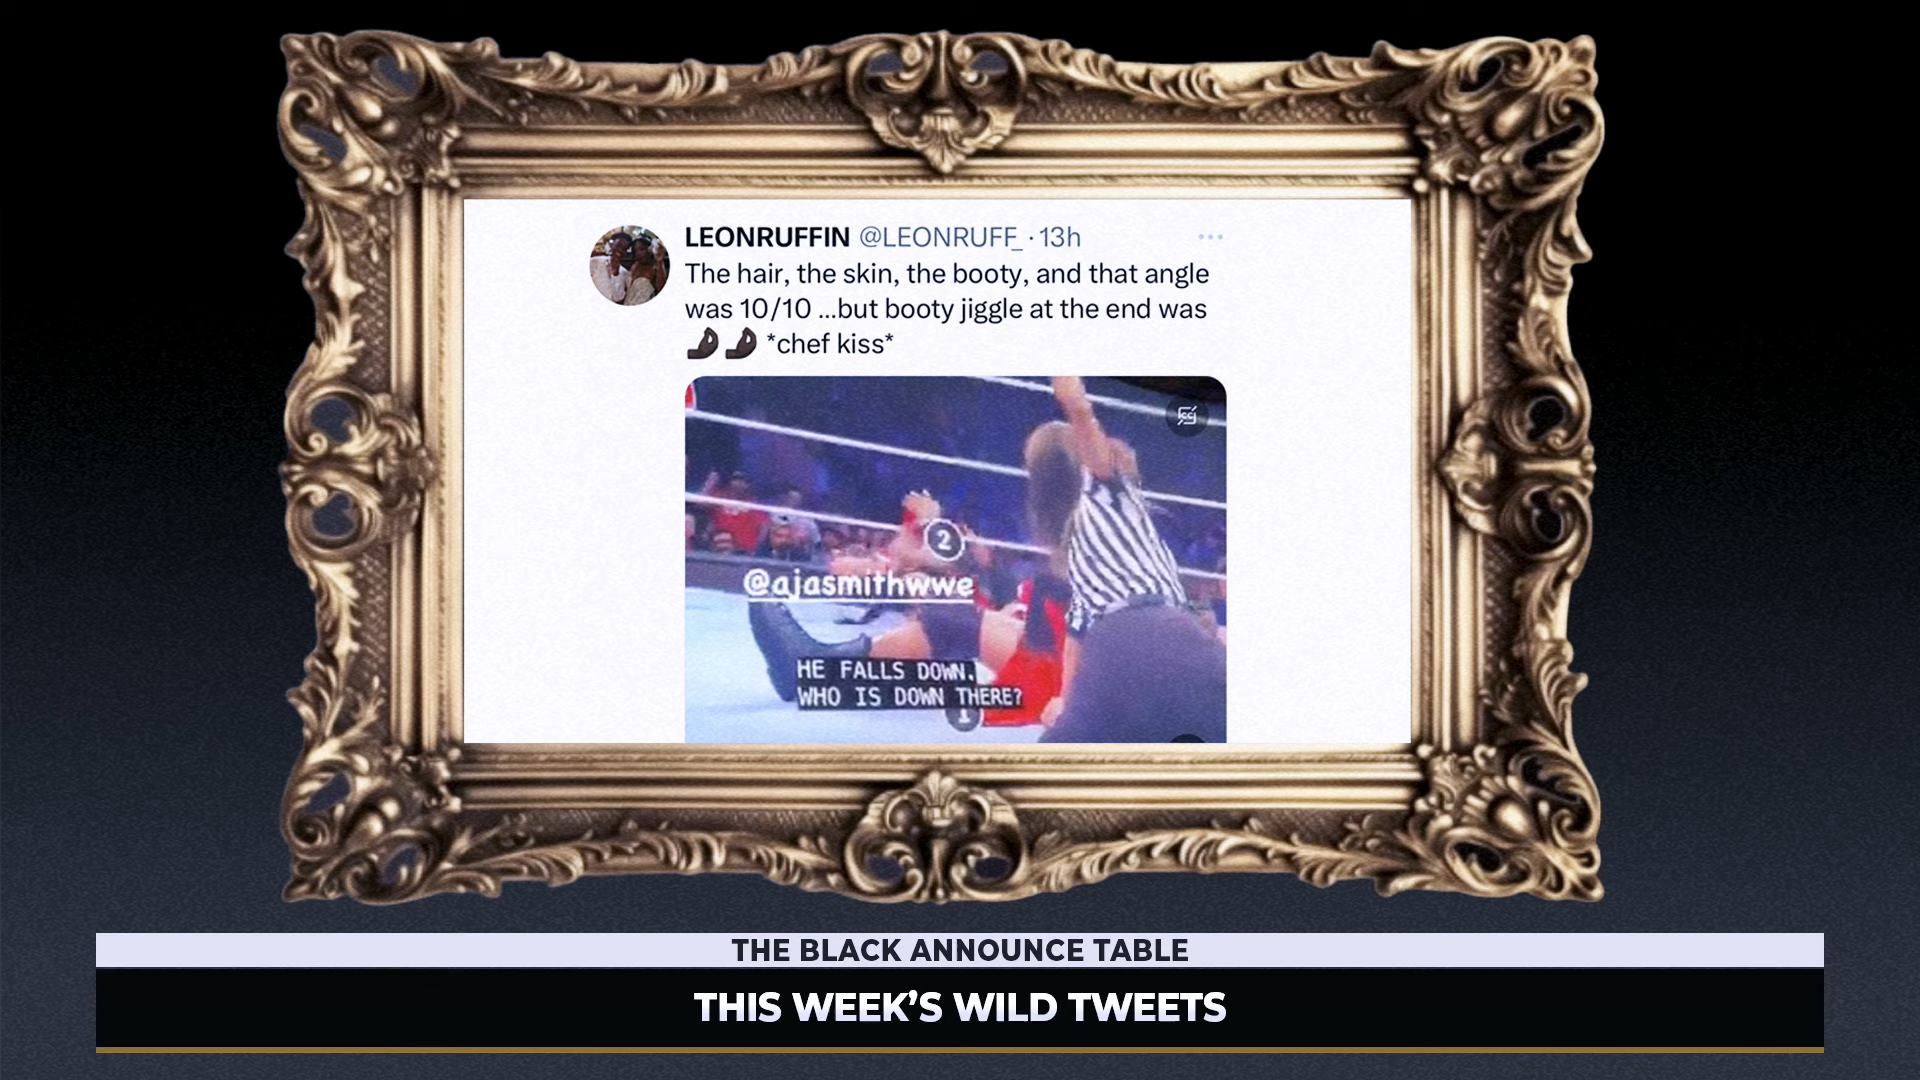 LEONRUFFIN @LEONRUFF_ · 13h
The hair, the skin, the booty, and that angle
was 10/10 ...but booty jiggle at the end was
🤌🏿🤌🏿 *chef kiss*
2
@ajasmithwwe
HE FALLS DOWN.
WHO IS DOWN THERE?
1
THE BLACK ANNOUNCE TABLE
THIS WEEK’S WILD TWEETS